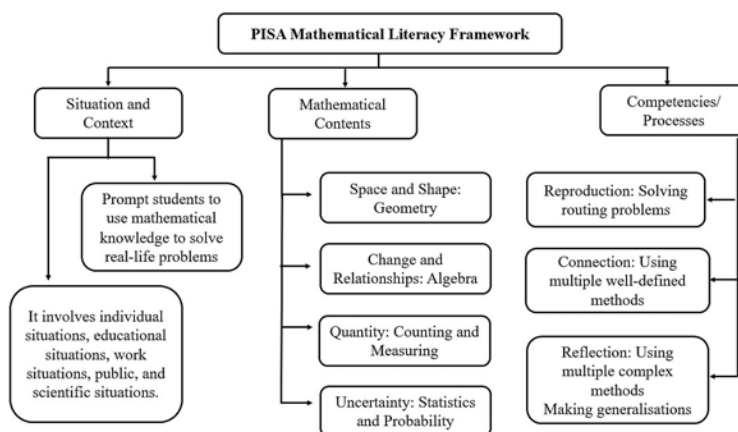 PISA Mathematical Literacy Framework
Situation and
Context
Prompt students to
use mathematical
knowledge to solve
real-life problems
It involves individual
situations, educational
situations, work
situations, public, and
scientific situations.
Mathematical
Contents
Space and Shape:
Geometry
Change and
Relationships: Algebra
Quantity: Counting and
Measuring
Uncertainty: Statistics
and Probability
Competencies/
Processes
Reproduction: Solving
routing problems
Connection: Using
multiple well-defined
methods
Reflection: Using
multiple complex
methods
Making generalisations